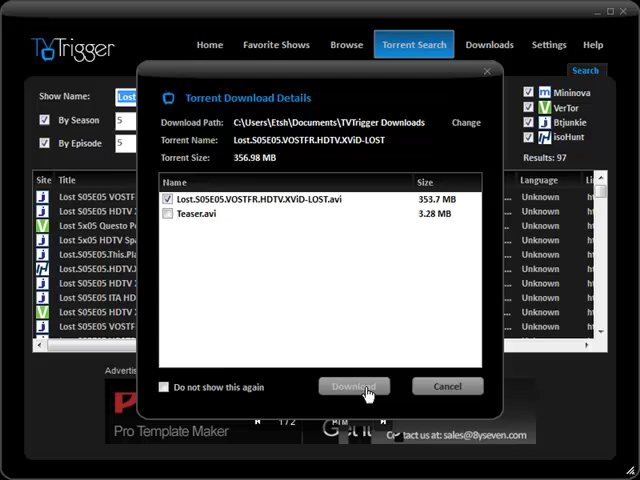 TVTrigger
Home
Favorite Shows
Browse
Torrent Search
Downloads
Settings
Help
Search
Show Name:
Lost
By Season
5
By Episode
5
Mininova
VerTor
Btjunkie
isoHunt
Results: 97
Torrent Download Details
Download Path: C:\Users\Etsh\Documents\TVTrigger Downloads Change
Torrent Name: Lost.S05E05.VOSTFR.HDTV.XViD-LOST
Torrent Size: 356.98 MB
Name Size
Lost.S05E05.VOSTFR.HDTV.XViD-LOST.avi 353.7 MB
Teaser.avi 3.28 MB
Do not show this again
Download
Cancel
Site Title Language
Lost S05E05 VOSTFR Unknown
Lost S05E05 HDTV Unknown
Lost 5x05 Questo Unknown
Lost 5x05 HDTV Unknown
Lost.S05E05.This. Unknown
Lost.S05E05.HDTV. Unknown
Lost.S05E05 HDTV Unknown
Lost S05E05 ITA Unknown
Lost S05E05 HDTV Unknown
Lost S05E05 VOSTF Unknown
Pro Template Maker
1/2
Contact us at: sales@8yseven.com